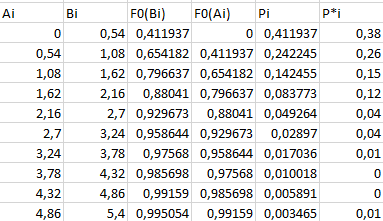 Ai Bi F0(Bi) F0(Ai) Pi P*i
0 0,54 0,411937 0 0,411937 0,38
0,54 1,08 0,654182 0,411937 0,242245 0,26
1,08 1,62 0,796637 0,654182 0,142455 0,15
1,62 2,16 0,88041 0,796637 0,083773 0,12
2,16 2,7 0,929673 0,88041 0,049264 0,04
2,7 3,24 0,958644 0,929673 0,02897 0,04
3,24 3,78 0,97568 0,958644 0,017036 0,01
3,78 4,32 0,985698 0,97568 0,010018 0
4,32 4,86 0,99159 0,985698 0,005891 0
4,86 5,4 0,995054 0,99159 0,003465 0,01